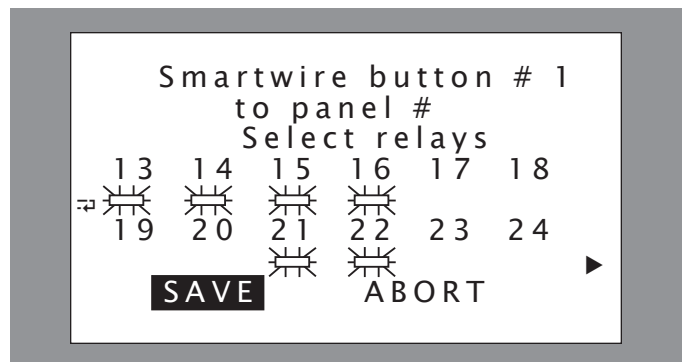 Smartwire button # 1
to panel #
Select relays
13 14 15 16 17 18
19 20 21 22 23 24
SAVE ABORT